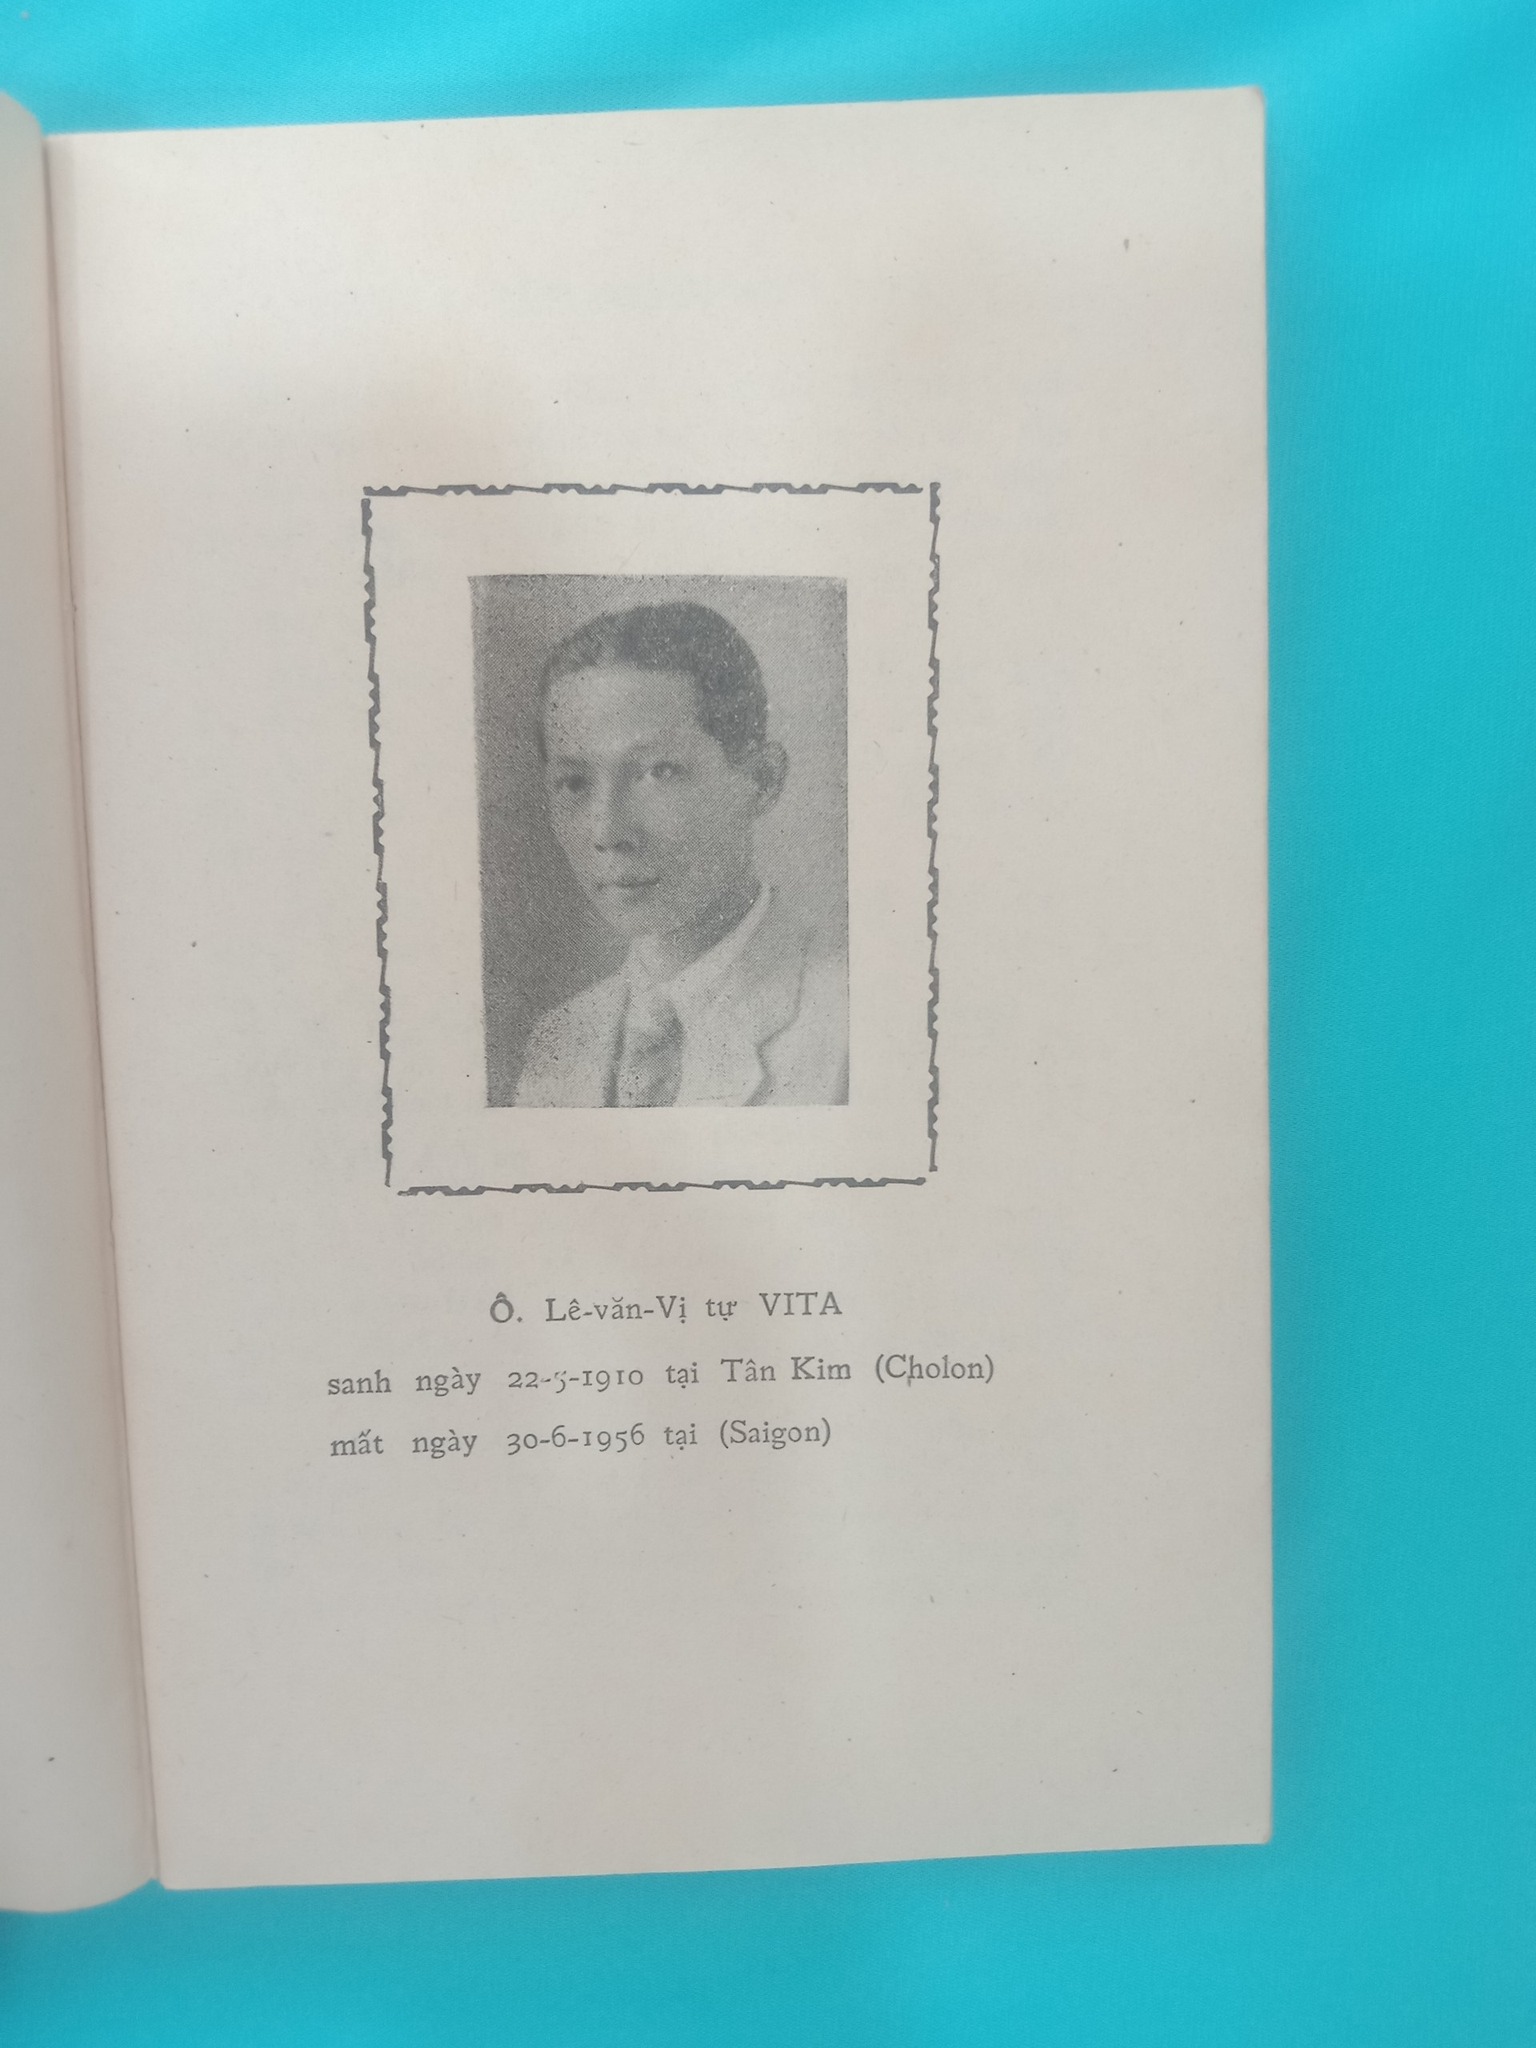 Ô. Lê-văn-Vị tự VITA
sanh ngày 22-5-1910 tại Tân Kim (Cholon)
mất ngày 30-6-1956 tại (Saigon)